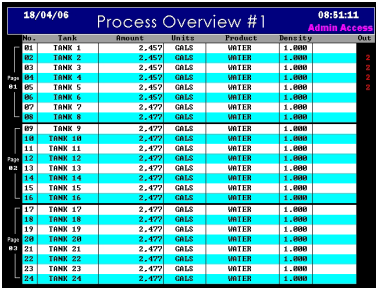 18/04/06 Process Overview #1 08:51:11
Admin Access
No. Tank Amount Units Product Density Out
01 TANK 1 2,457 GALS WATER 1.000
02 TANK 2 2,457 GALS WATER 1.000 2
03 TANK 3 2,457 GALS WATER 1.000 2
Page 04 TANK 4 2,457 GALS WATER 1.000 2
01 05 TANK 5 2,457 GALS WATER 1.000 2
06 TANK 6 2,457 GALS WATER 1.000
07 TANK 7 2,457 GALS WATER 1.000
08 TANK 8 2,457 GALS WATER 1.000
09 TANK 9 2,477 GALS WATER 1.000
10 TANK 10 2,477 GALS WATER 1.000
11 TANK 11 2,477 GALS WATER 1.000
Page 12 TANK 12 2,477 GALS WATER 1.000
02 13 TANK 13 2,477 GALS WATER 1.000
14 TANK 14 2,477 GALS WATER 1.000
15 TANK 15 2,477 GALS WATER 1.000
16 TANK 16 2,477 GALS WATER 1.000
17 TANK 17 2,477 GALS WATER 1.000
18 TANK 18 2,477 GALS WATER 1.000
19 TANK 19 2,477 GALS WATER 1.000
Page 20 TANK 20 2,477 GALS WATER 1.000
03 21 TANK 21 2,477 GALS WATER 1.000
22 TANK 22 2,477 GALS WATER 1.000
23 TANK 23 2,477 GALS WATER 1.000
24 TANK 24 2,477 GALS WATER 1.000